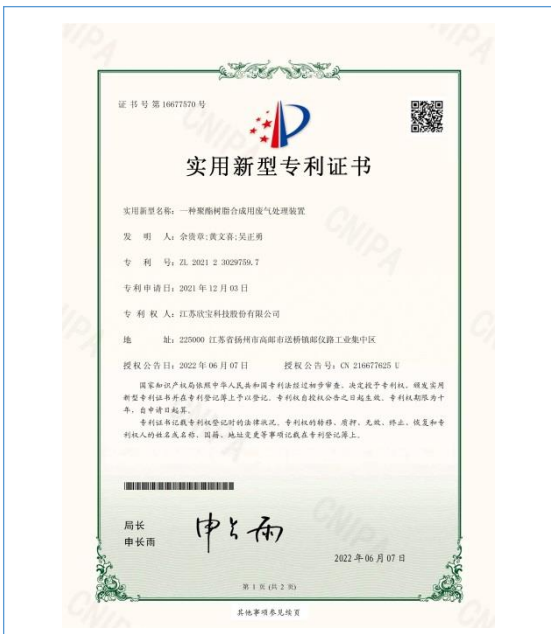 证书号第16677570号
实用新型专利证书
实用新型名称：一种聚酯树脂合成用废气处理装置
发 明 人：余贵章;黄文喜;吴正勇
专 利 号：ZL 2021 2 3029759.7
专利申请日：2021年12月03日
专 利 权 人：江苏欣宝科技股份有限公司
地 址：225000 江苏省扬州市高邮市送桥镇邮仪路工业集中区
授权公告日：2022年06月07日 授权公告号：CN 216677625 U
国家知识产权局依照中华人民共和国专利法经过初步审查，决定授予专利权，颁发实用
新型专利证书并在专利登记簿上予以登记。专利权自授权公告之日起生效。专利权期限为十
年，自申请日起算。
专利证书记载专利权登记时的法律状况。专利权的转移、质押、无效、终止、恢复和专
利权人的姓名或名称、国籍、地址变更等事项记载在专利登记簿上。
局长
申长雨
申长雨
2022年06月07日
第 1 页 (共 2 页)
其他事项参见续页
CNIPA
CNIPA
CNIPA
CNIPA